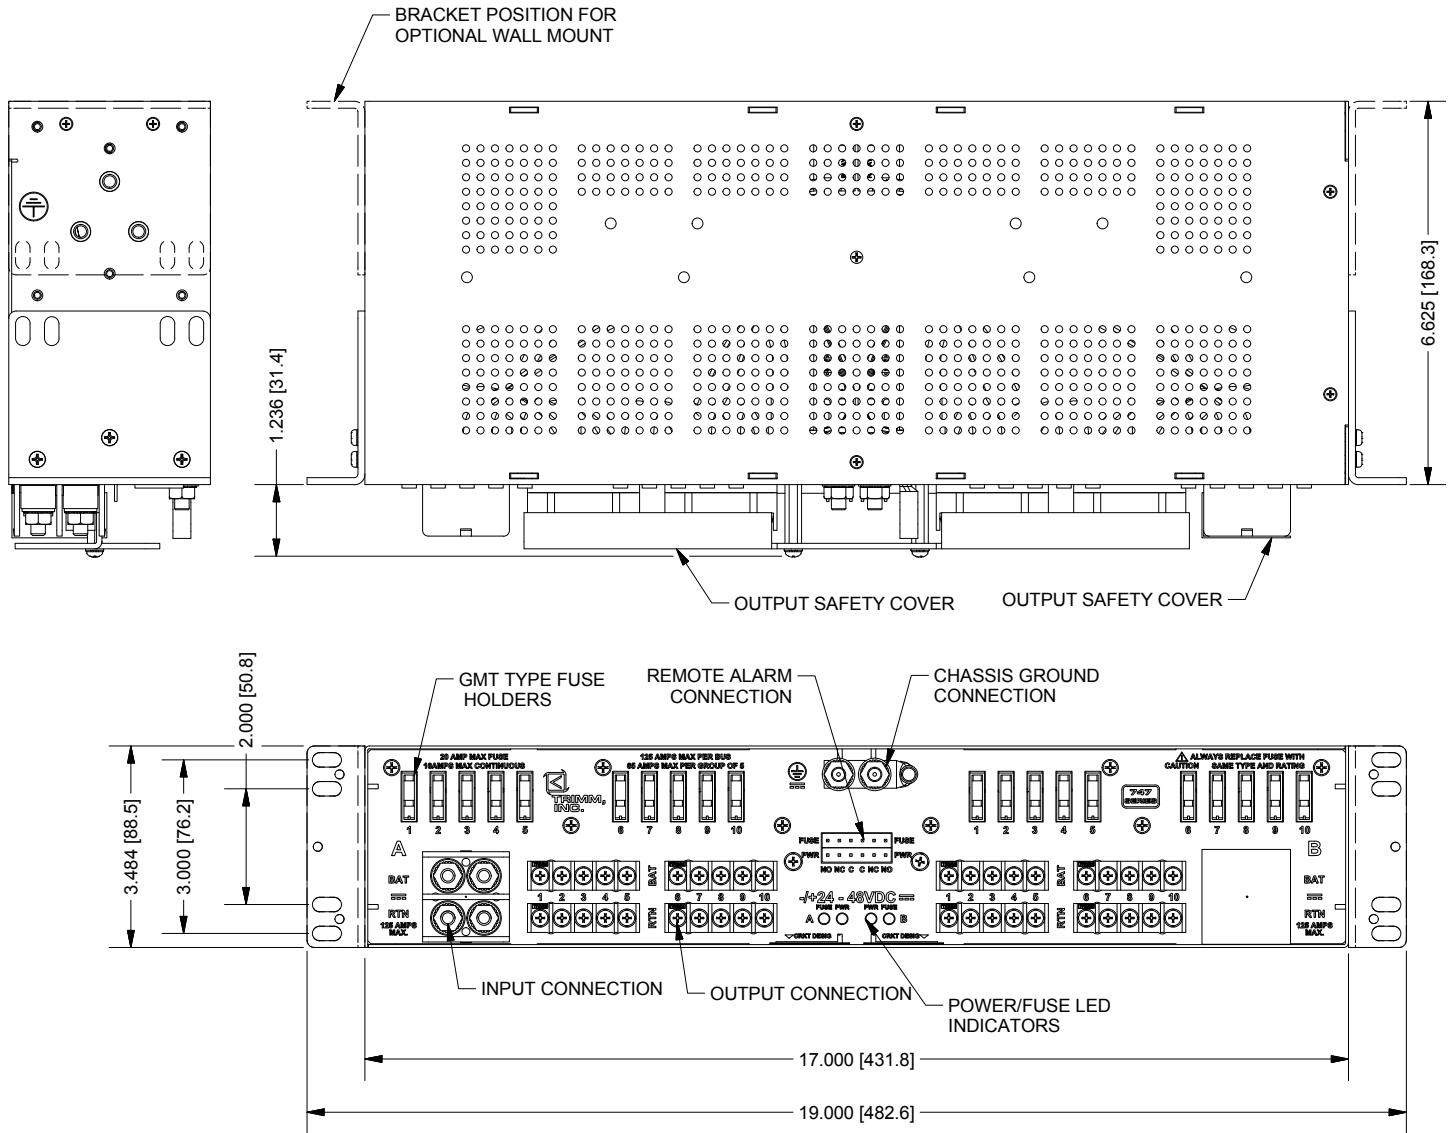 BRACKET POSITION FOR
OPTIONAL WALL MOUNT
6.625 [168.3]
1.236 [31.4]
OUTPUT SAFETY COVER
OUTPUT SAFETY COVER
GMT TYPE FUSE
HOLDERS
REMOTE ALARM
CONNECTION
CHASSIS GROUND
CONNECTION
2.000 [50.8]
3.000 [76.2]
3.484 [88.5]
20 AMP MAX FUSE
16AMPS MAX CONTINUOUS
125 AMPS MAX PER BUS
65 AMPS MAX PER GROUP OF 5
ALWAYS REPLACE FUSE WITH
CAUTION SAME TYPE AND RATING
TRIMM,
INC.
747
SERIES
1 2 3 4 5
6 7 8 9 10
1 2 3 4 5
6 7 8 9 10
FUSE FUSE
PWR PWR
NO NC C C NC NO
A
BAT
RTN
125 AMPS
MAX.
BAT
1 2 3 4 5
6 7 8 9 10
RTN
-/+24 - 48VDC
FUSE PWR PWR FUSE
A B
CRKT DESIG CRKT DESIG
BAT
1 2 3 4 5
6 7 8 9 10
RTN
B
BAT
RTN
125 AMPS
MAX.
INPUT CONNECTION
OUTPUT CONNECTION
POWER/FUSE LED
INDICATORS
17.000 [431.8]
19.000 [482.6]